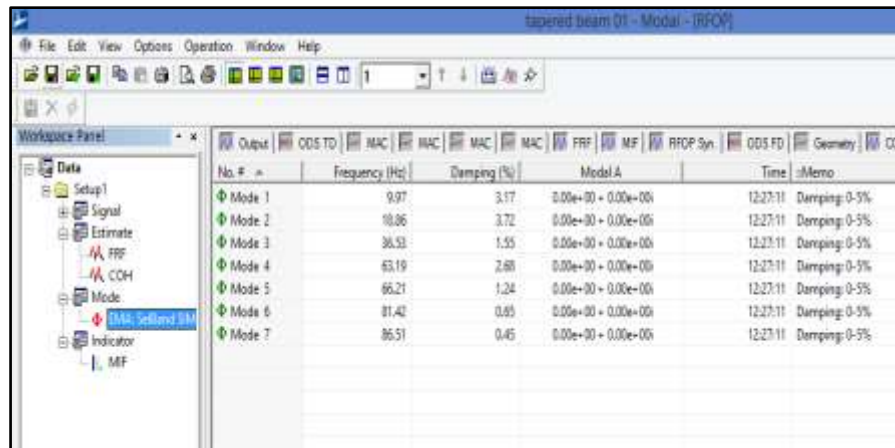 tapered beam 01 - Modal - [RFOP]
File Edit View Options Operation Window Help
1
Workspace Panel
Output ODS TD MAC MAC MAC MAC FRF MIF RFOP Syn. ODS FD Geometry
Data
Setup1
Signal
Estimate
FRF
COH
Mode
EMA:
Indicator
MIF
No. # Frequency (Hz) Damping (%) Modal A Time Memo
Mode 1 9.97 3.17 0.00e+00 + 0.00e+00i 12:27:11 Damping: 0-5%
Mode 2 18.86 3.72 0.00e+00 + 0.00e+00i 12:27:11 Damping: 0-5%
Mode 3 36.53 1.55 0.00e+00 + 0.00e+00i 12:27:11 Damping: 0-5%
Mode 4 63.19 2.68 0.00e+00 + 0.00e+00i 12:27:11 Damping: 0-5%
Mode 5 66.21 1.24 0.00e+00 + 0.00e+00i 12:27:11 Damping: 0-5%
Mode 6 81.42 0.65 0.00e+00 + 0.00e+00i 12:27:11 Damping: 0-5%
Mode 7 86.51 0.45 0.00e+00 + 0.00e+00i 12:27:11 Damping: 0-5%